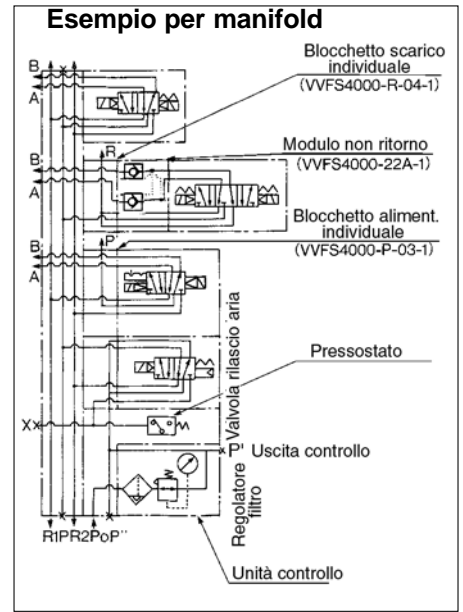 Esempio per manifold
Blocchetto scarico
individuale
(VVFS4000-R-04-1)
B
A
R
Modulo non ritorno
(VVFS4000-22A-1)
B
A
Blocchetto aliment.
individuale
(VVFS4000-P-03-1)
P
B
A
Valvola rilascio aria
Pressostato
X
P' Uscita controllo
Regolatore
filtro
R1PR2PoP''
Unità controllo